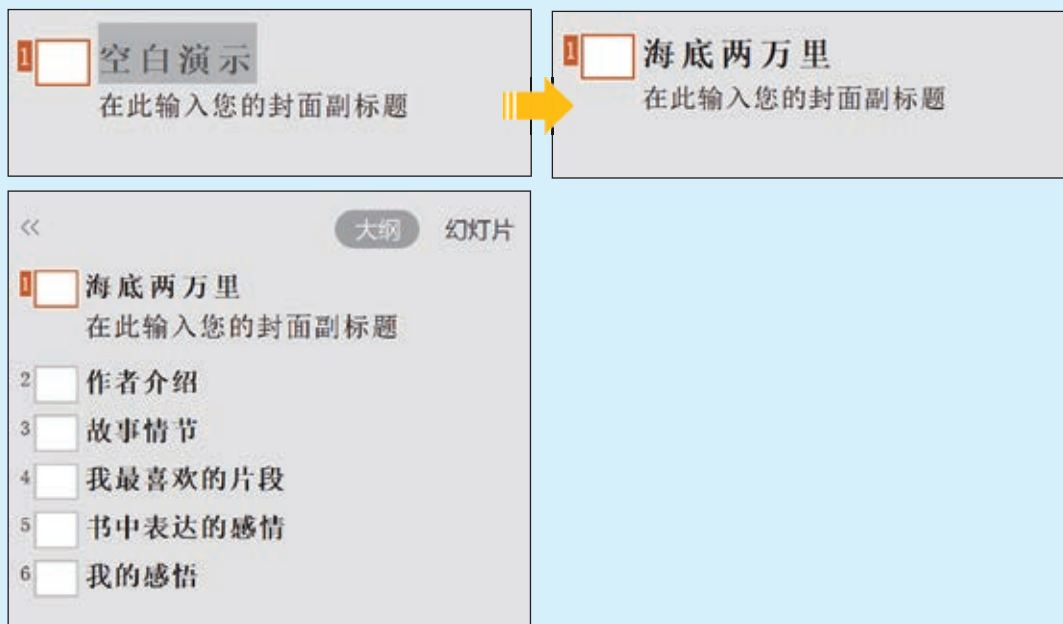 1 空白演示
在此输入您的封面副标题
1 海底两万里
在此输入您的封面副标题
<< 大纲 幻灯片
1 海底两万里
在此输入您的封面副标题
2 作者介绍
3 故事情节
4 我最喜欢的片段
5 书中表达的感情
6 我的感悟